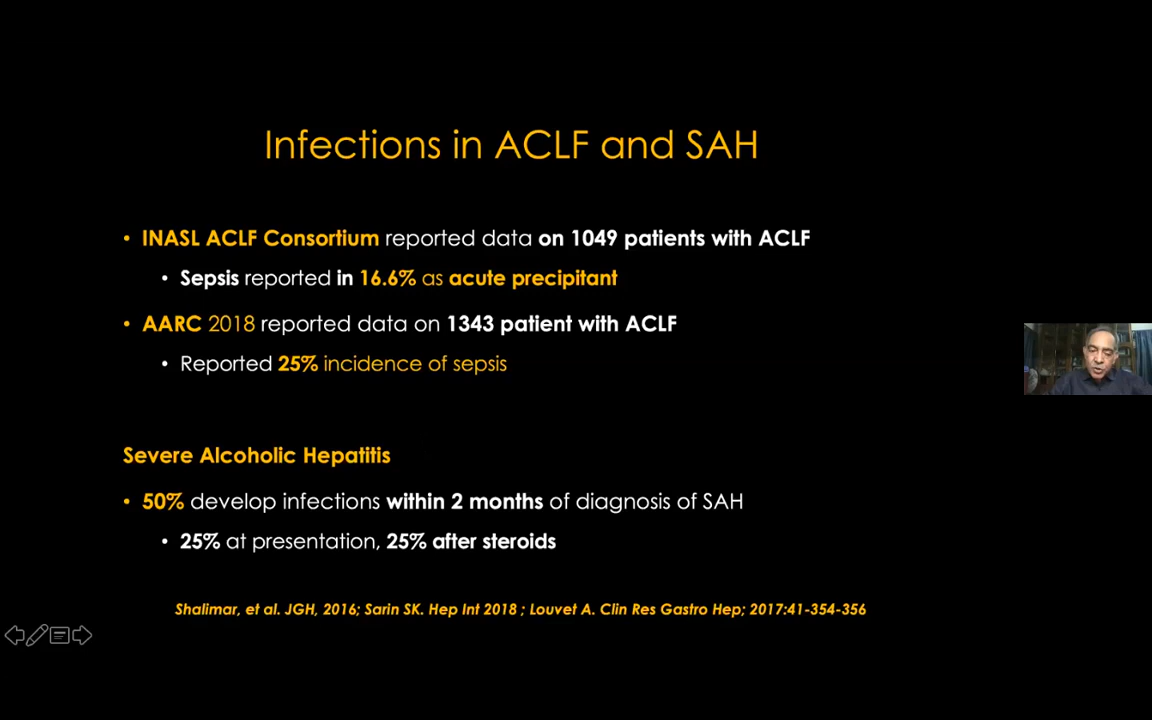 Infections in ACLF and SAH
• INASL ACLF Consortium reported data on 1049 patients with ACLF
• Sepsis reported in 16.6% as acute precipitant
• AARC 2018 reported data on 1343 patient with ACLF
• Reported 25% incidence of sepsis
Severe Alcoholic Hepatitis
• 50% develop infections within 2 months of diagnosis of SAH
• 25% at presentation, 25% after steroids
Shalimar, et al. JGH, 2016; Sarin SK. Hep Int 2018 ; Louvet A. Clin Res Gastro Hep; 2017:41-354-356